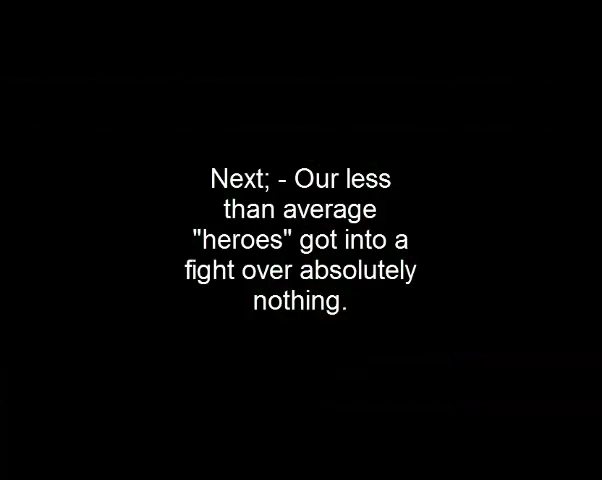 Next; - Our less
than average
"heroes" got into a
fight over absolutely
nothing.